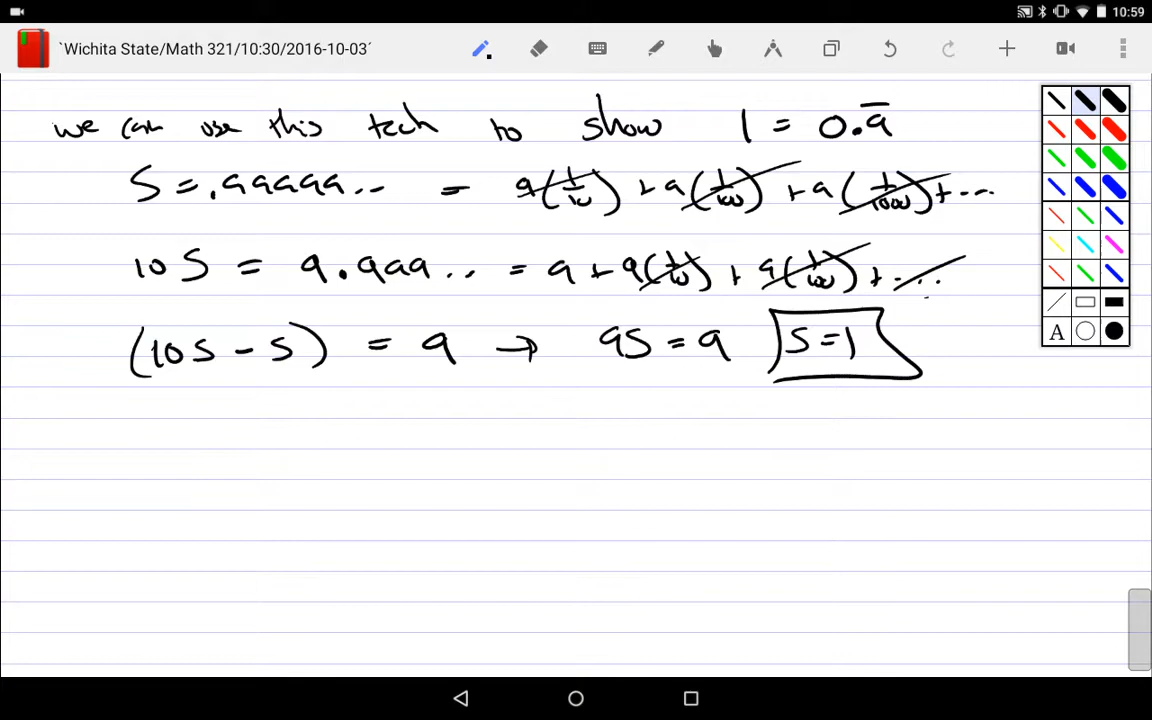 10:59
`Wichita State/Math 321/10:30/2016-10-03´
we can use this tech to show 1 = 0.9̅
S = .99999... = 9(1/10) + 9(1/100) + 9(1/1000) + ...
10S = 9.999... = 9 + 9(1/10) + 9(1/100) + ...
(10S - S) = 9 → 9S = 9 S = 1
A